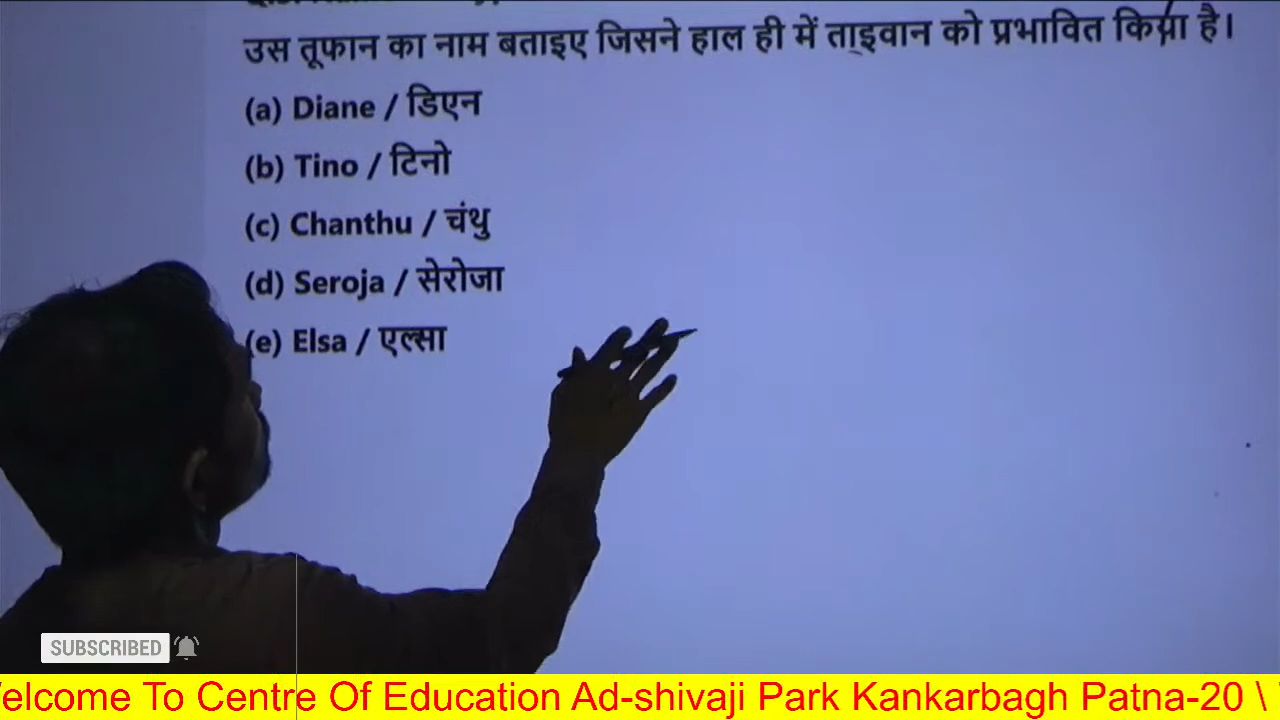 उस तूफान का नाम बताइए जिसने हाल ही में ताइवान को प्रभावित किया है।
(a) Diane / डिएन
(b) Tino / टिनो
(c) Chanthu / चंथु
(d) Seroja / सेरोजा
(e) Elsa / एल्सा
SUBSCRIBED
elcome To Centre Of Education Ad-shivaji Park Kankarbagh Patna-20 \